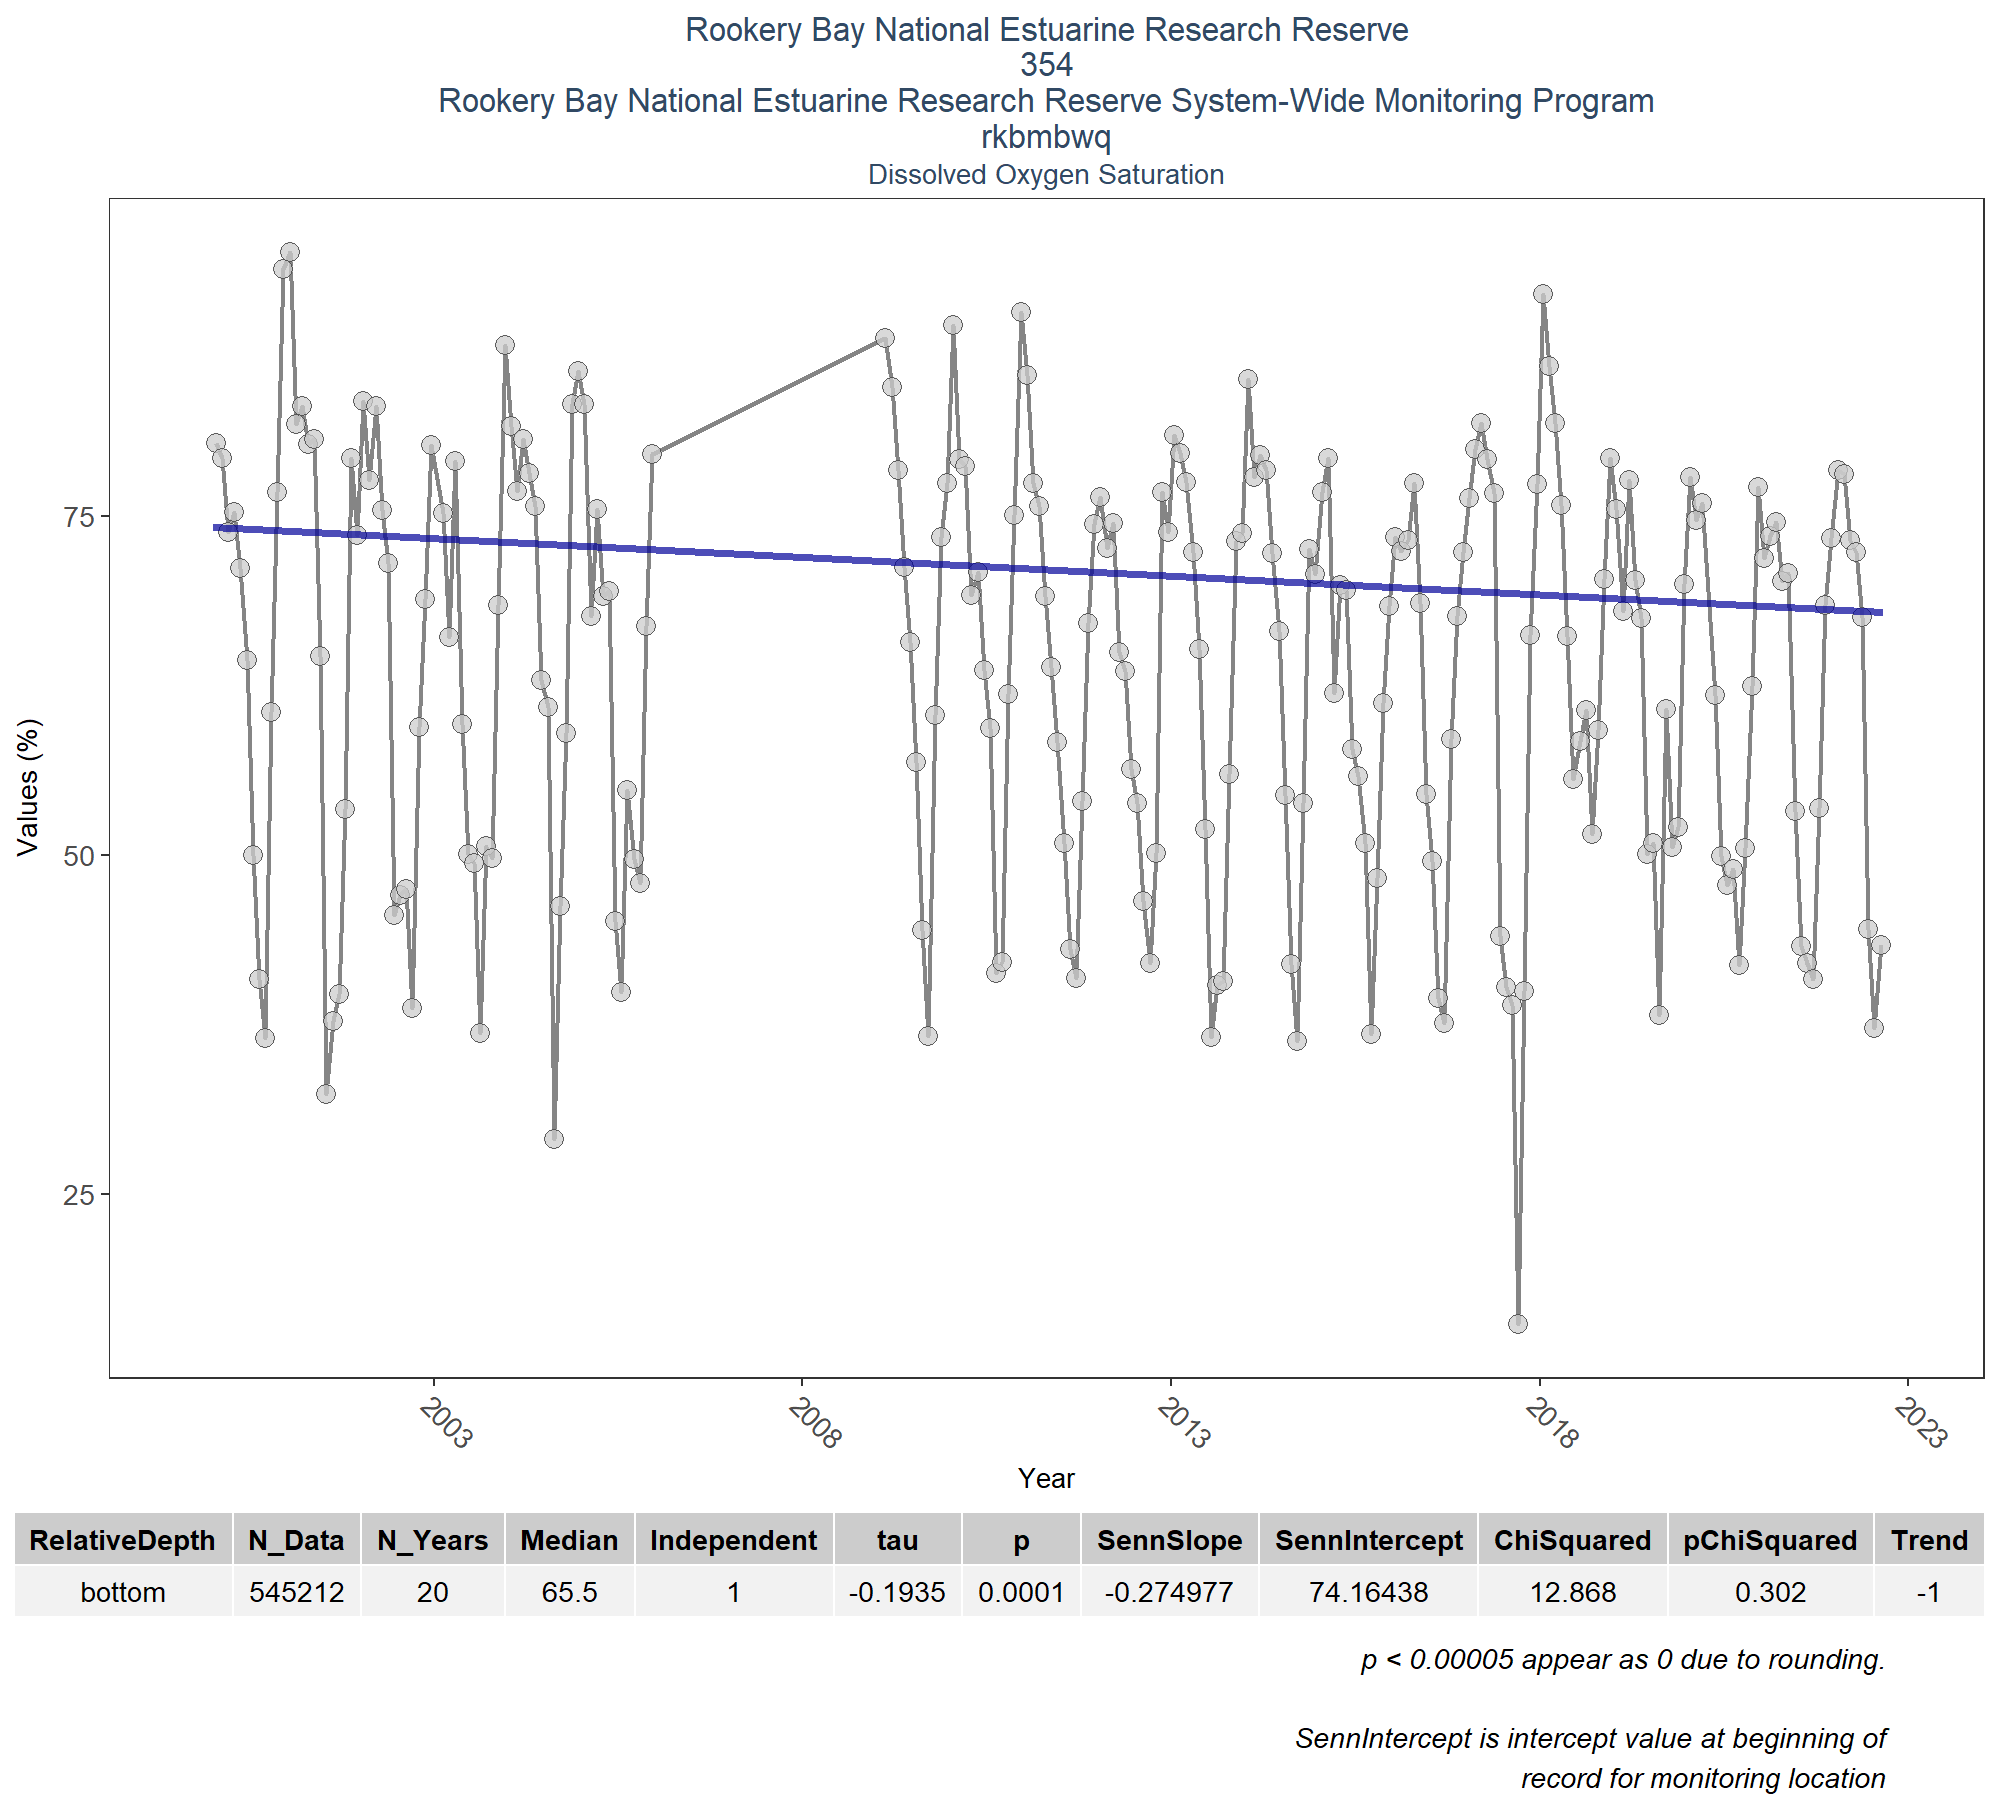 Rookery Bay National Estuarine Research Reserve
354
Rookery Bay National Estuarine Research Reserve System-Wide Monitoring Program
rkbmbwq
Dissolved Oxygen Saturation
Values (%)
75
50
25
2003
2008
2013
2018
2023
Year
RelativeDepth N_Data N_Years Median Independent tau p SennSlope SennIntercept ChiSquared pChiSquared Trend
bottom 545212 20 65.5 1 -0.1935 0.0001 -0.274977 74.16438 12.868 0.302 -1
p < 0.00005 appear as 0 due to rounding.
SennIntercept is intercept value at beginning of
record for monitoring location